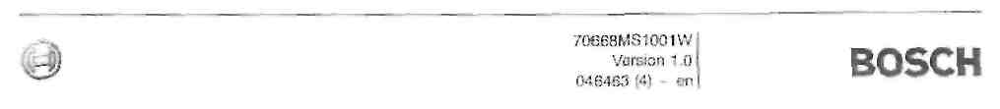 70668MS1001W
Version 1.0
046463 (4) - en
BOSCH